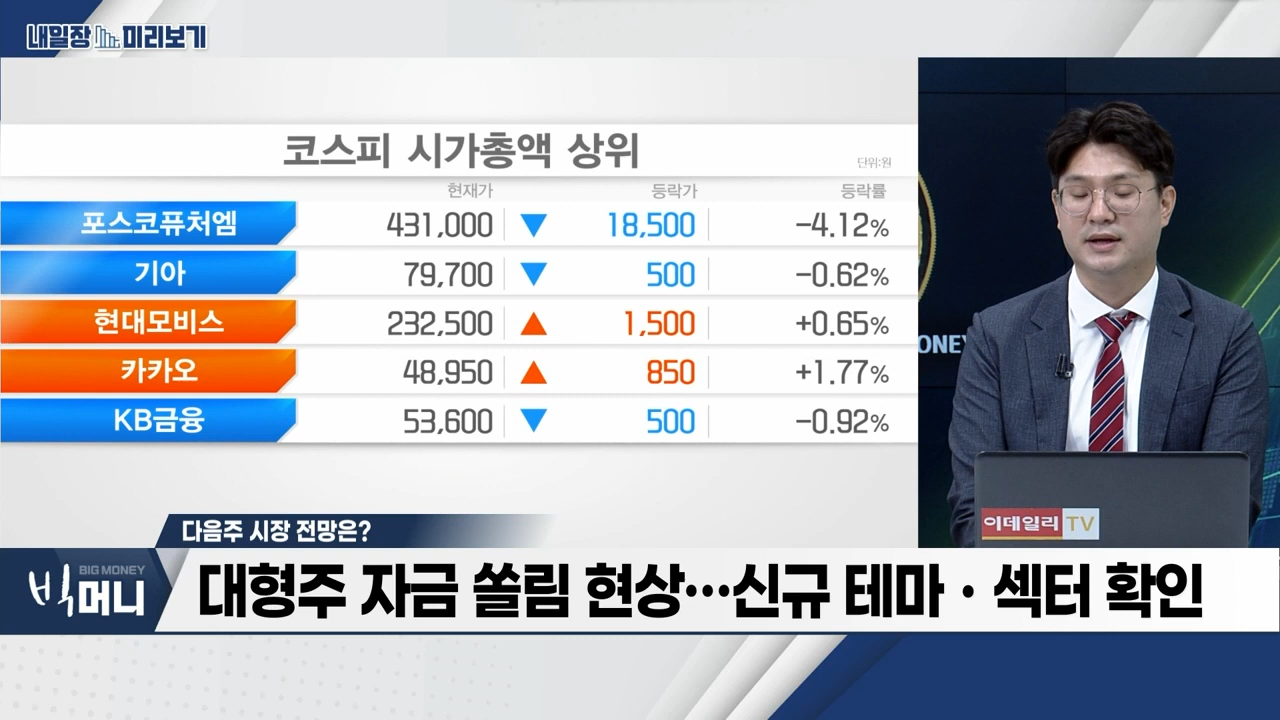 내일장 미리보기
코스피 시가총액 상위
단위:원
현재가 등락가 등락률
포스코퓨처엠 431,000 ▼ 18,500 -4.12%
기아 79,700 ▼ 500 -0.62%
현대모비스 232,500 ▲ 1,500 +0.65%
카카오 48,950 ▲ 850 +1.77%
KB금융 53,600 ▼ 500 -0.92%
ONEY
이데일리 TV
다음주 시장 전망은?
BIG MONEY
빅머니
대형주 자금 쏠림 현상…신규 테마·섹터 확인